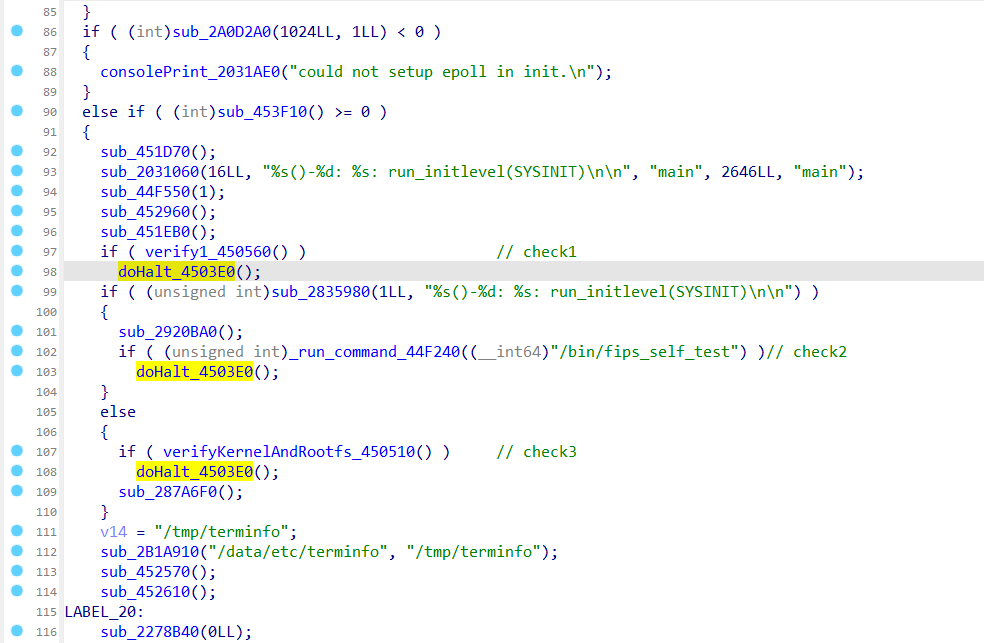 85 }
86 if ( (int)sub_2A0D2A0(1024LL, 1LL) < 0 )
87 {
88 consolePrint_2031AE0("could not setup epoll in init.\n");
89 }
90 else if ( (int)sub_453F10() >= 0 )
91 {
92 sub_451D70();
93 sub_2031060(16LL, "%s()-%d: %s: run_initlevel(SYSINIT)\n\n", "main", 2646LL, "main");
94 sub_44F550(1);
95 sub_452960();
96 sub_451EB0();
97 if ( verify1_450560() ) // check1
98 doHalt_4503E0();
99 if ( (unsigned int)sub_2835980(1LL, "%s()-%d: %s: run_initlevel(SYSINIT)\n\n") )
100 {
101 sub_2920BA0();
102 if ( (unsigned int)_run_command_44F240((__int64)"/bin/fips_self_test") )// check2
103 doHalt_4503E0();
104 }
105 else
106 {
107 if ( verifyKernelAndRootfs_450510() ) // check3
108 doHalt_4503E0();
109 sub_287A6F0();
110 }
111 v14 = "/tmp/terminfo";
112 sub_2B1A910("/data/etc/terminfo", "/tmp/terminfo");
113 sub_452570();
114 sub_452610();
115 LABEL_20:
116 sub_2278B40(0LL);